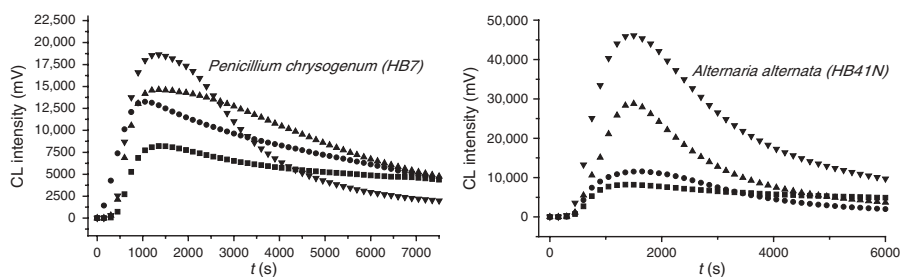 22,500
20,000
17,500
15,000
12,500
10,000
7500
5000
2500
0
CL intensity (mV)
Penicillium chrysogenum (HB7)
0 1000 2000 3000 4000 5000 6000 7000
t (s)
50,000
40,000
30,000
20,000
10,000
0
CL intensity (mV)
Alternaria alternata (HB41N)
0 2000 4000 6000
t (s)